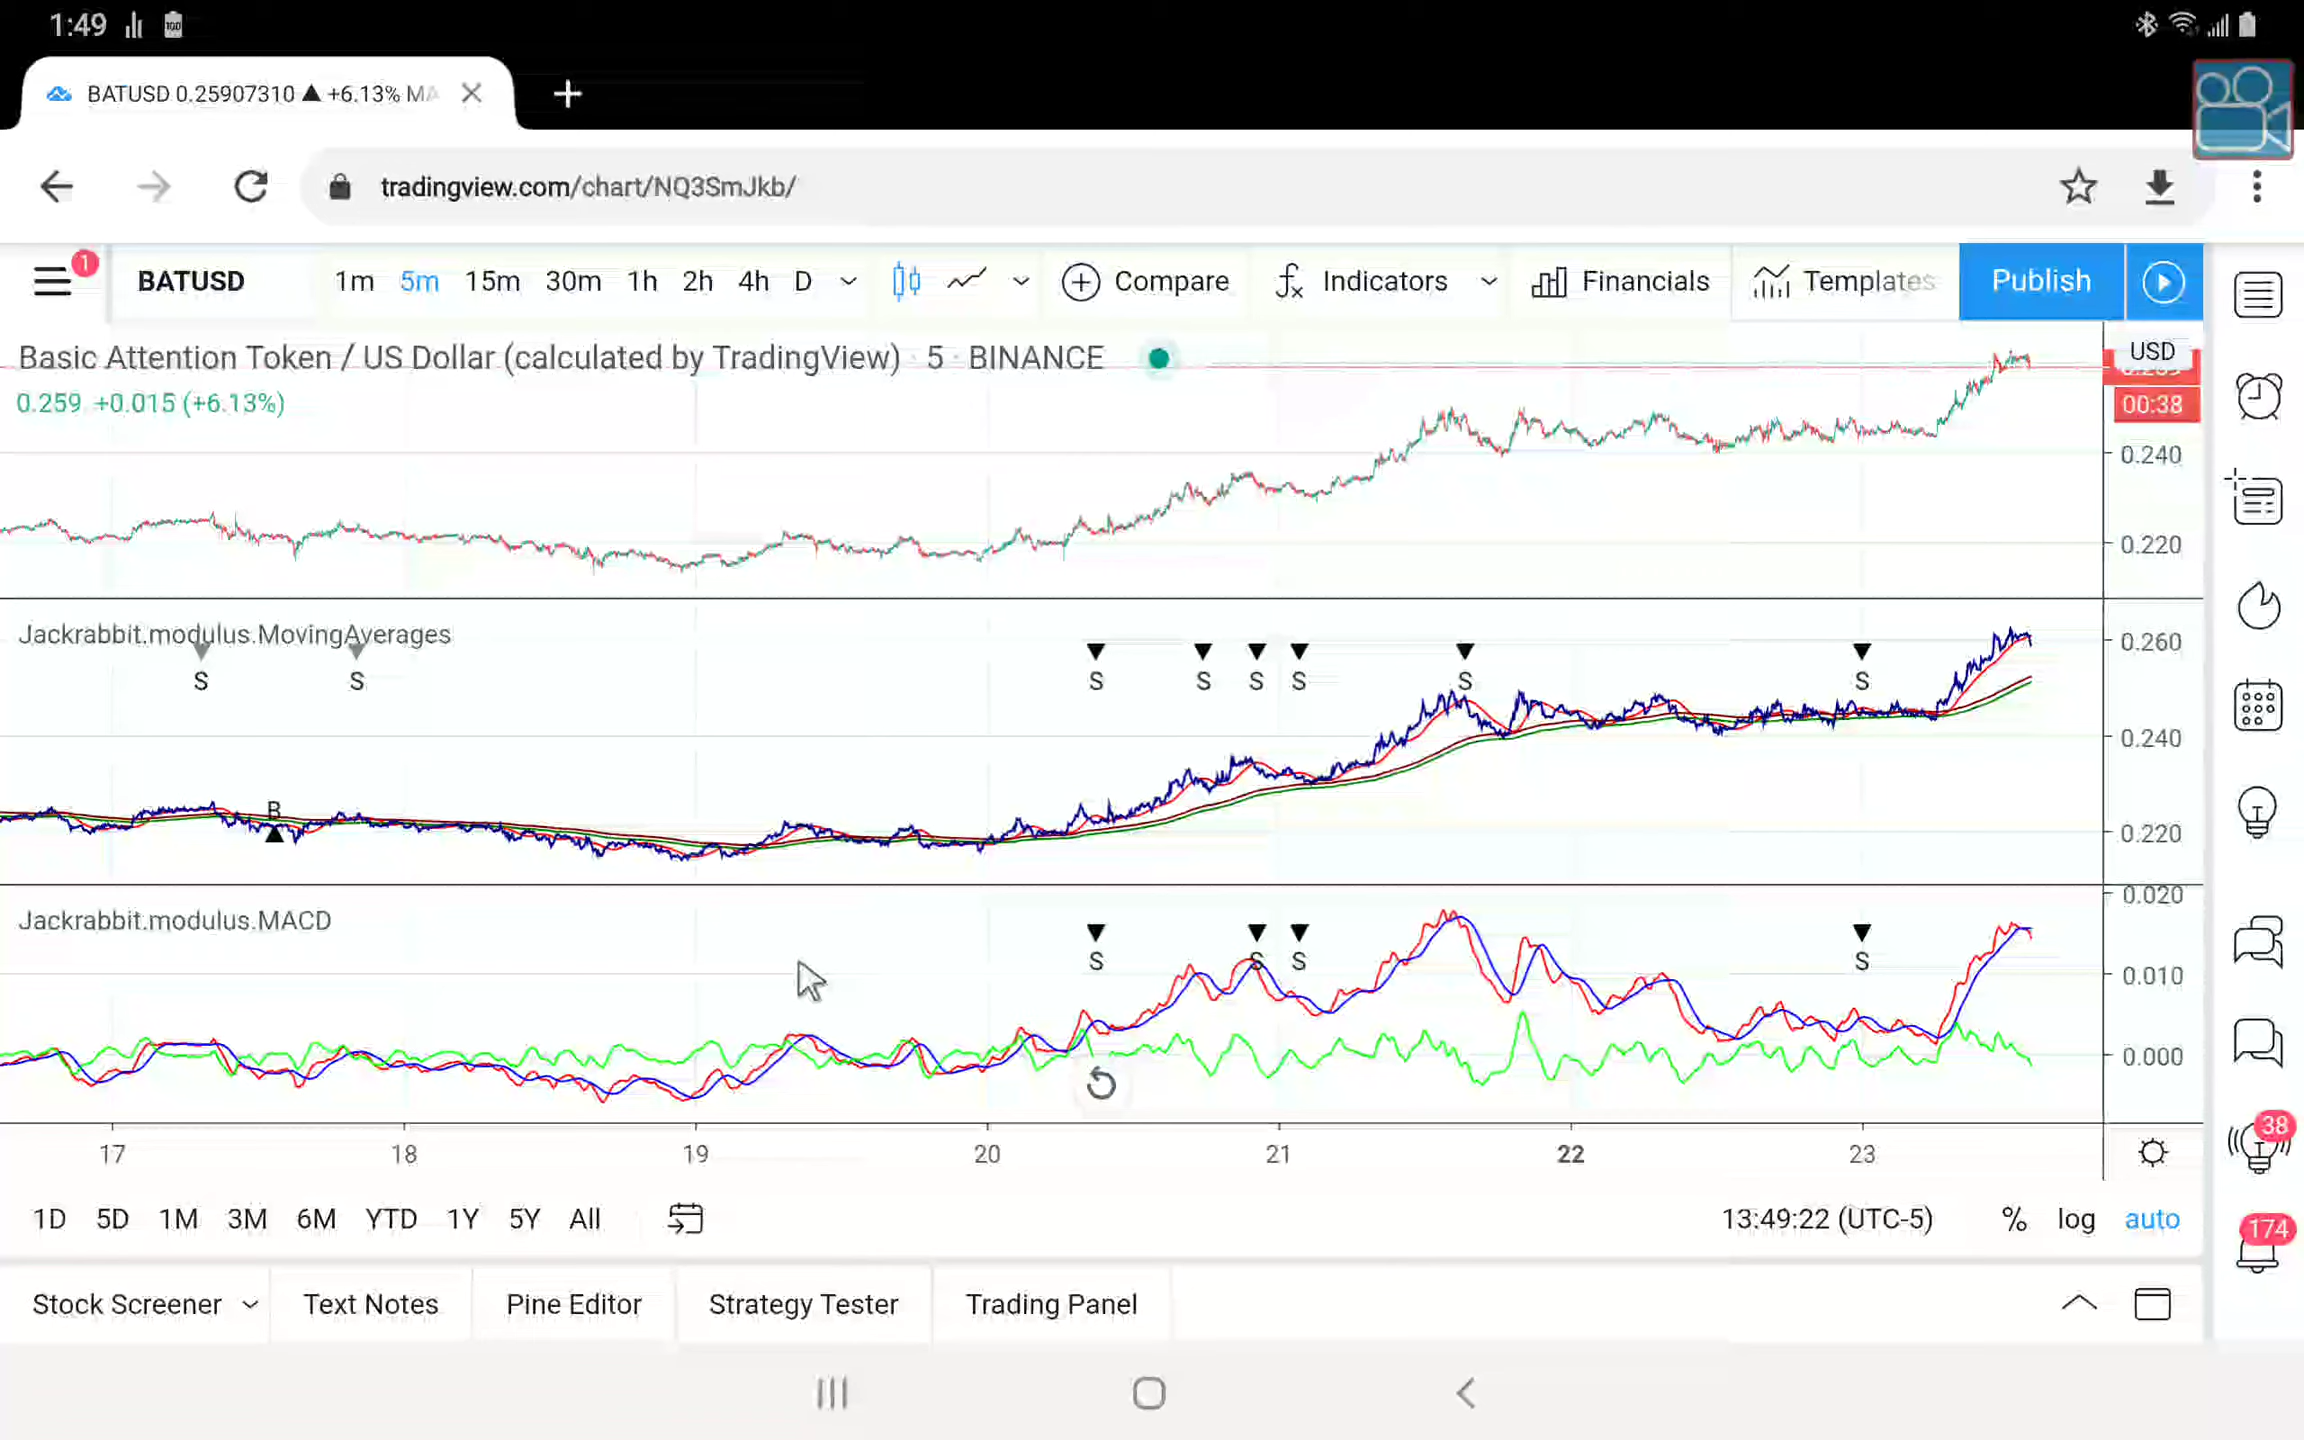 1:49
100
BATUSD 0.25907310 ▲ +6.13% MA
tradingview.com/chart/NQ3SmJkb/
1
BATUSD 1m 5m 15m 30m 1h 2h 4h D Compare Indicators Financials Templates Publish
Basic Attention Token / US Dollar (calculated by TradingView) · 5 · BINANCE
USD
0.259 +0.015 (+6.13%)
00:38
0.240
0.220
Jackrabbit.modulus.MovingAverages
0.260
S S S S S S S S
0.240
B
0.220
Jackrabbit.modulus.MACD
0.020
S S S S
0.010
0.000
17 18 19 20 21 22 23
38
1D 5D 1M 3M 6M YTD 1Y 5Y All 13:49:22 (UTC-5) % log auto
174
Stock Screener Text Notes Pine Editor Strategy Tester Trading Panel